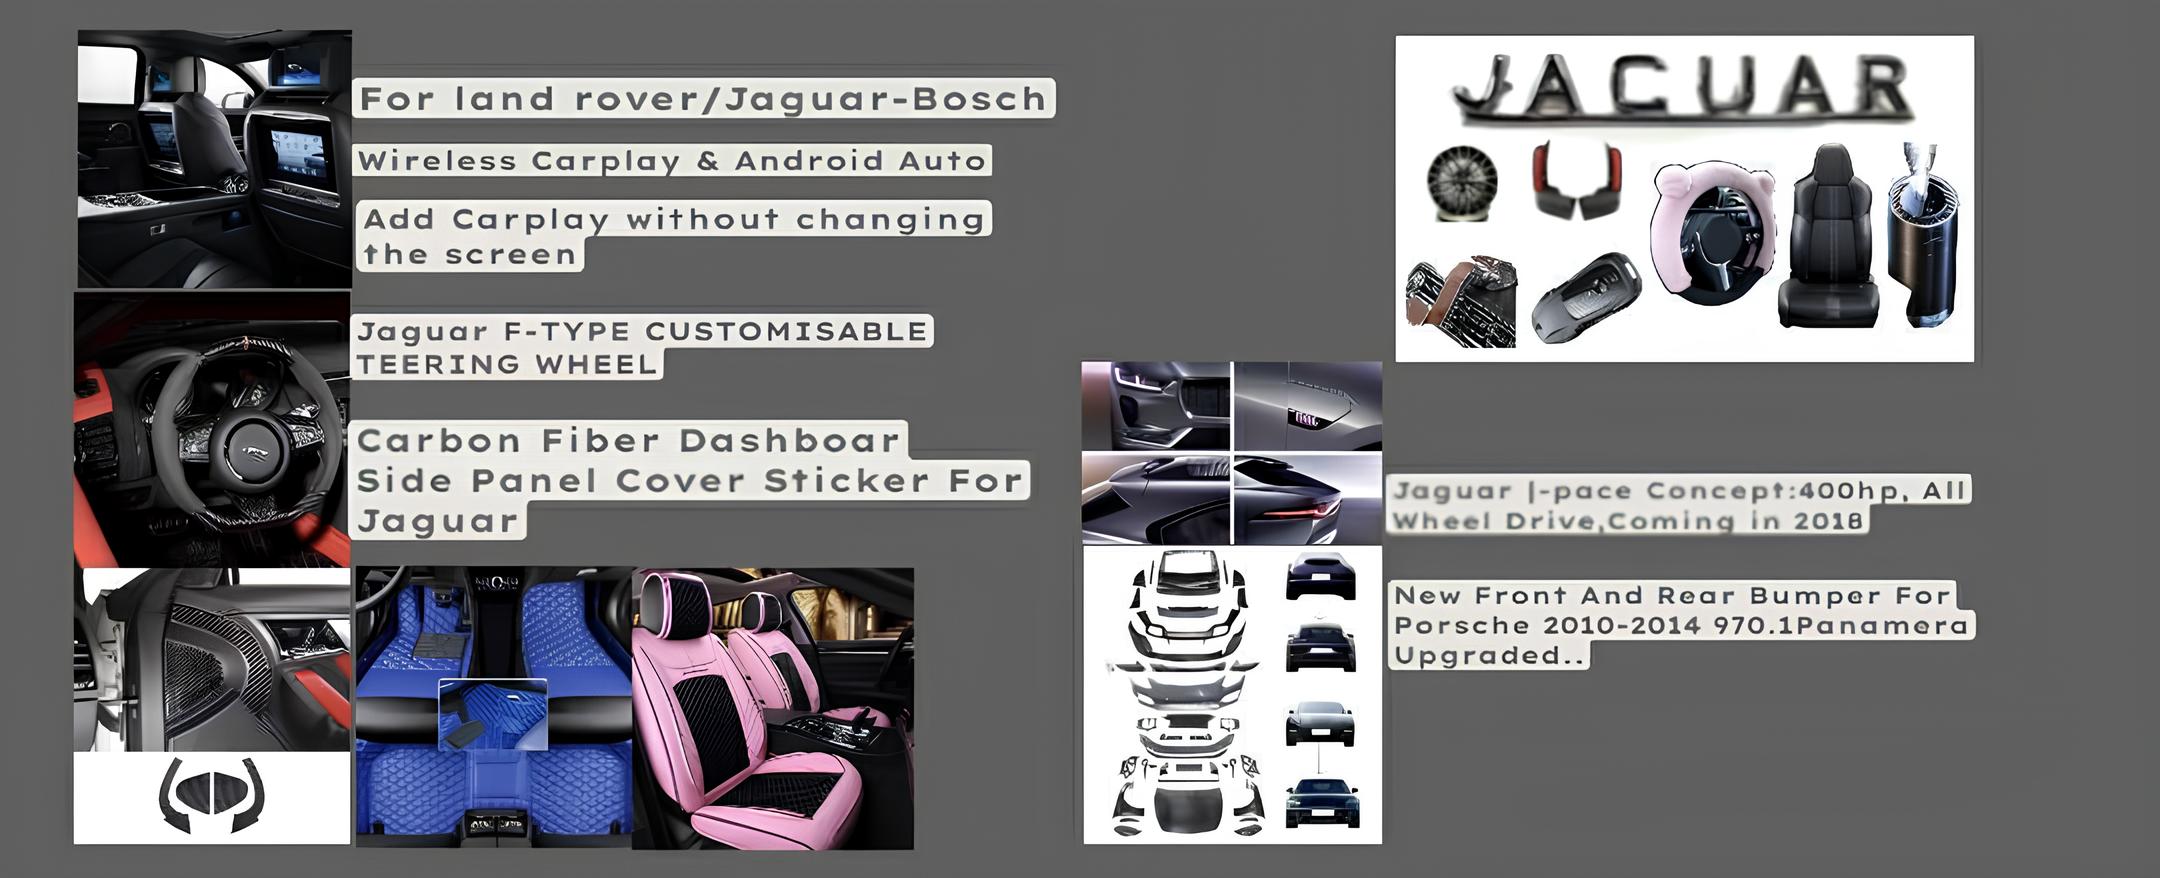 For land rover/Jaguar-Bosch
Wireless Carplay & Android Auto
Add Carplay without changing
the screen
Jaguar F-TYPE CUSTOMISABLE
TEERING WHEEL
Carbon Fiber Dashboar
Side Panel Cover Sticker For
Jaguar
JAGUAR
Jaguar |-pace Concept:400hp, All
Wheel Drive,Coming in 2018
New Front And Rear Bumper For
Porsche 2010-2014 970.1Panamera
Upgraded..